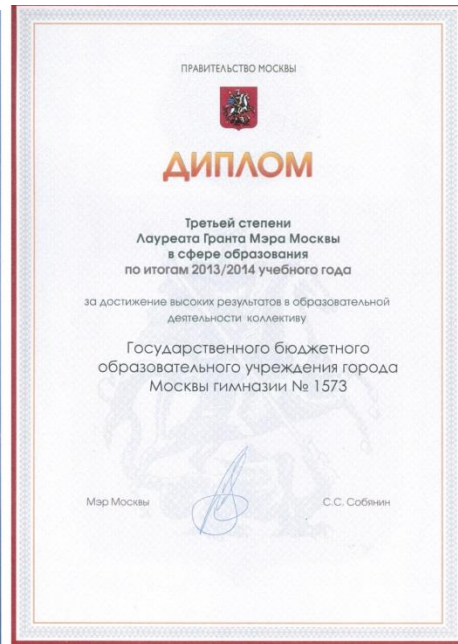 ПРАВИТЕЛЬСТВО МОСКВЫ
ДИПЛОМ
Третьей степени
Лауреата Гранта Мэра Москвы
в сфере образования
по итогам 2013/2014 учебного года
за достижение высоких результатов в образовательной
деятельности коллективу
Государственного бюджетного
образовательного учреждения города
Москвы гимназии № 1573
Мэр Москвы
С.С. Собянин